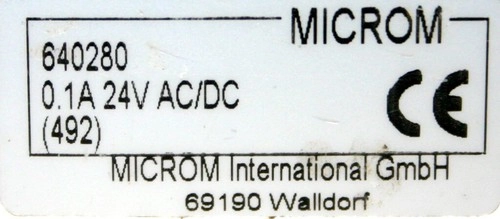 MICROM
640280
0.1A 24V AC/DC
(492)
CE
MICROM International GmbH
69190 Walldorf